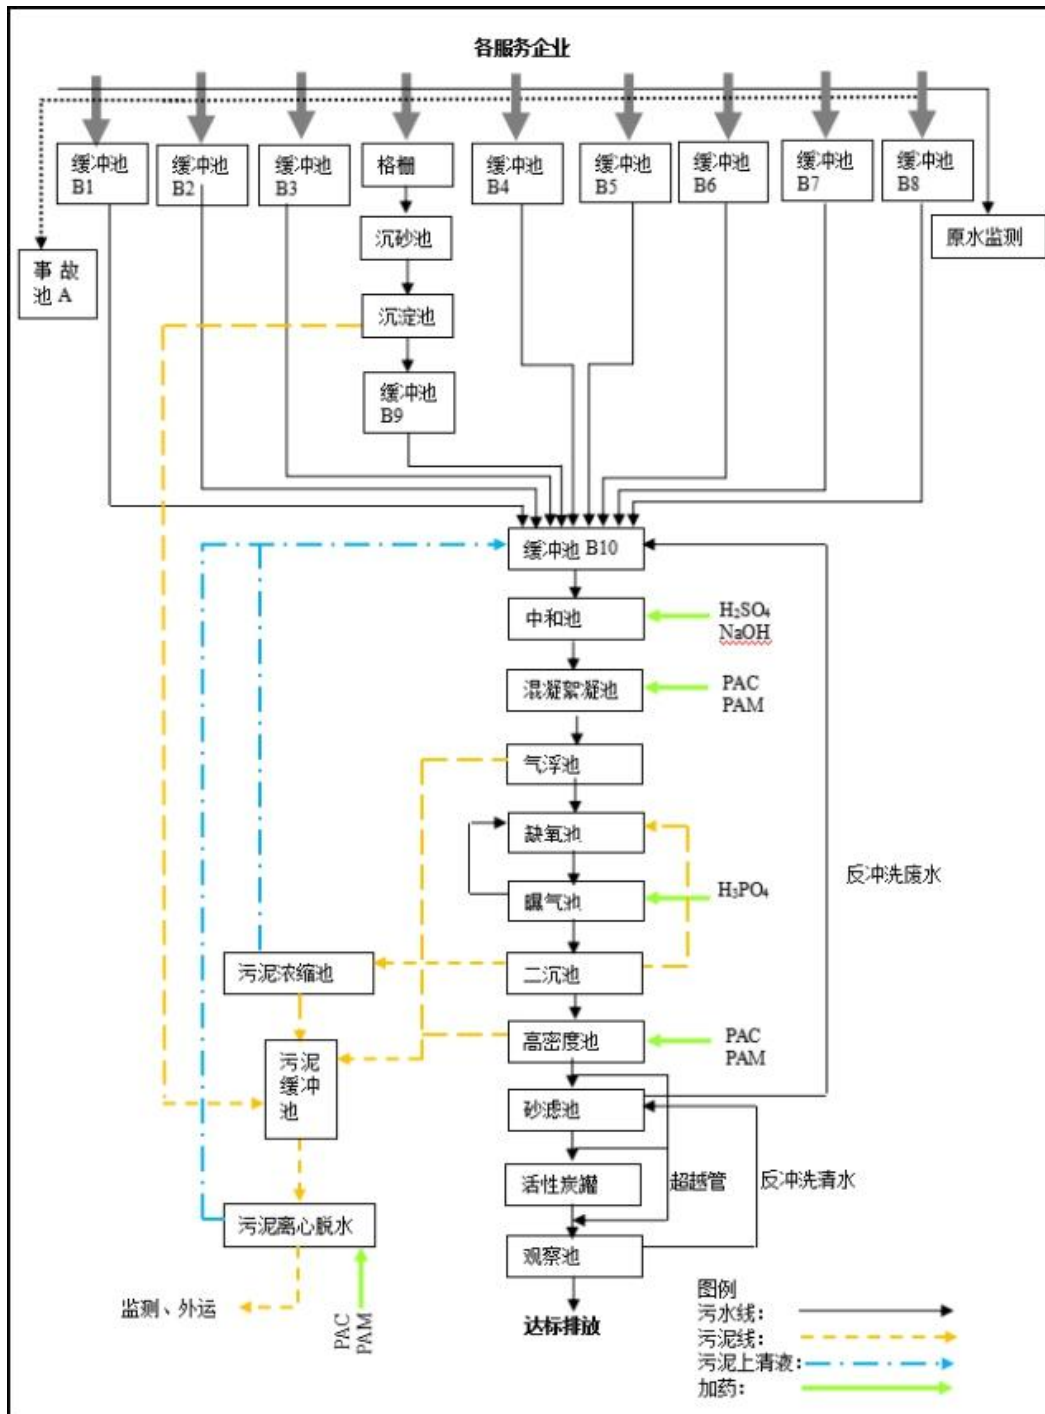 各服务企业
缓冲池
B1
缓冲池
B2
缓冲池
B3
格栅
缓冲池
B4
缓冲池
B5
缓冲池
B6
缓冲池
B7
缓冲池
B8
沉砂池
原水监测
事 故
池 A
沉淀池
缓冲池
B9
缓冲池 B10
中和池
H₂SO₄
NaOH
混凝絮凝池
PAC
PAM
气浮池
缺氧池
反冲洗废水
曝气池
H₃PO₄
污泥浓缩池
二沉池
高密度池
PAC
PAM
污泥
缓冲
池
砂滤池
活性炭罐
超越管
反冲洗清水
污泥离心脱水
观察池
监测、外运
PAC
PAM
达标排放
图例
污水线：
污泥线：
污泥上清液：
加药：